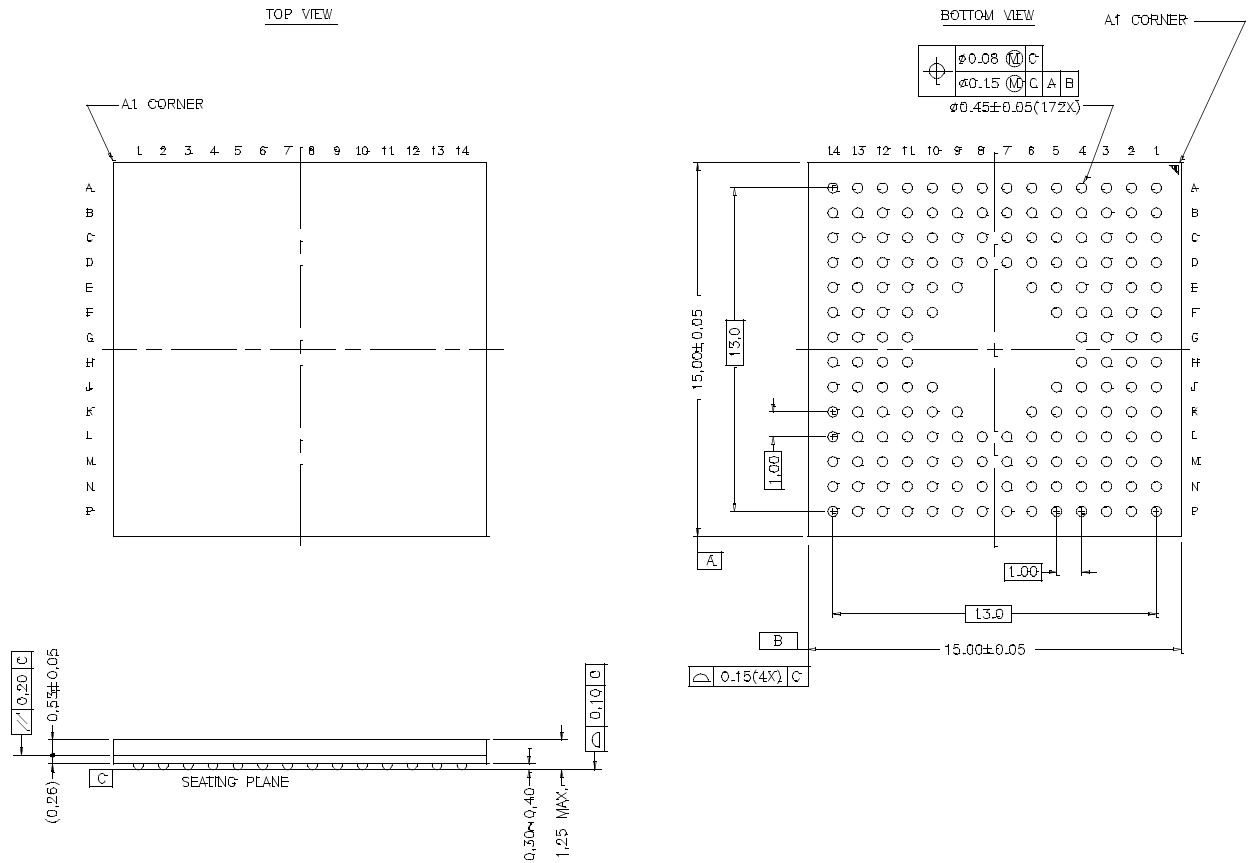 TOP VIEW
A1 CORNER
1 2 3 4 5 6 7 8 9 10 11 12 13 14
A
B
C
D
E
F
G
H
J
K
L
M
N
P
BOTTOM VIEW
A1 CORNER
⌀0.08 Ⓜ C
⌀0.15 Ⓜ C A B
⌀0.45±0.05(172X)
14 13 12 11 10 9 8 7 6 5 4 3 2 1
A
B
C
D
E
F
G
H
J
K
L
M
N
P
15.00±0.05
13.0
1.00
A
1.00
13.0
B
15.00±0.05
0.15(4X) C
0.20 C
0.53±0.05
(0.26)
C
SEATING PLANE
0.30~0.40
1.25 MAX.
0.10 C